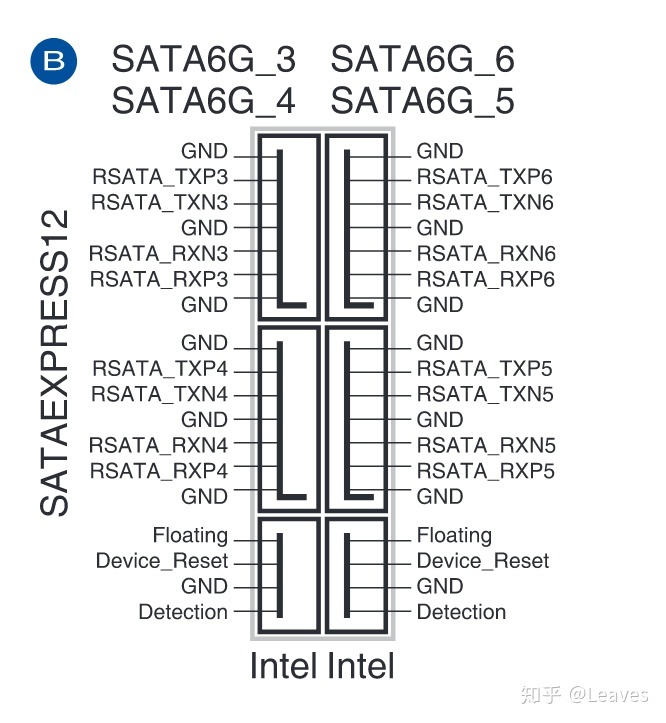 B
SATA6G_3 SATA6G_6
SATA6G_4 SATA6G_5
SATAEXPRESS12
GND GND
RSATA_TXP3 RSATA_TXP6
RSATA_TXN3 RSATA_TXN6
GND GND
RSATA_RXN3 RSATA_RXN6
RSATA_RXP3 RSATA_RXP6
GND GND
GND GND
RSATA_TXP4 RSATA_TXP5
RSATA_TXN4 RSATA_TXN5
GND GND
RSATA_RXN4 RSATA_RXN5
RSATA_RXP4 RSATA_RXP5
GND GND
Floating Floating
Device_Reset Device_Reset
GND GND
Detection Detection
Intel Intel
知乎 @Leaves